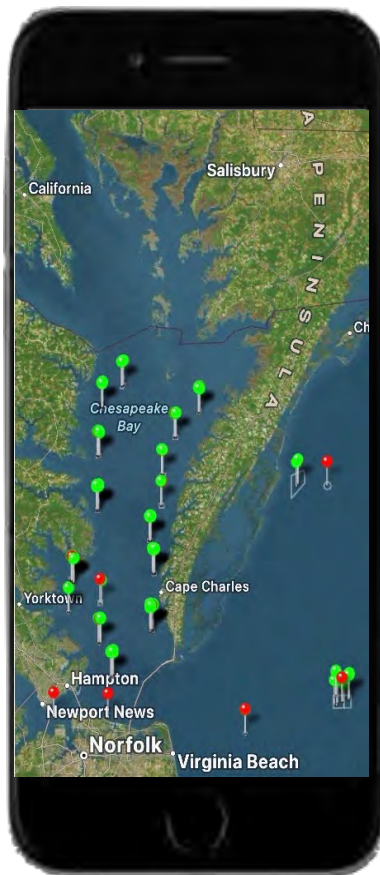 A PENINSULA
Salisbury
California
Ch
Chesapeake
Bay
Cape Charles
Yorktown
Hampton
Newport News
Norfolk
Virginia Beach